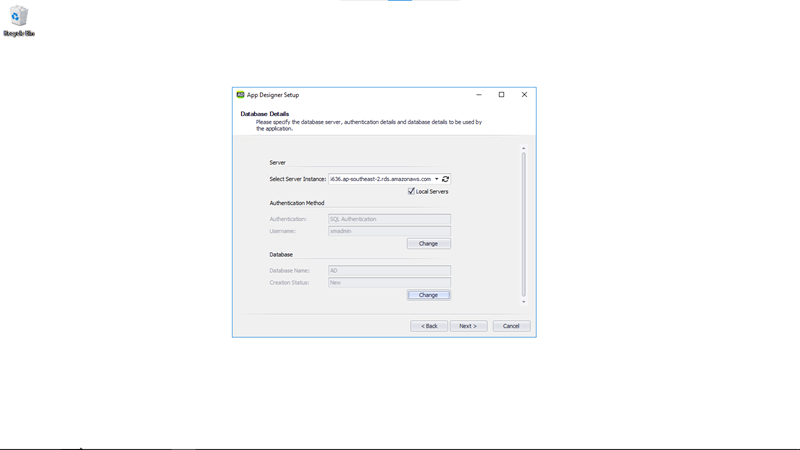 Recycle Bin
App Designer Setup
Database Details
Please specify the database server, authentication details and database details to be used by
the application.
Server
Select Server Instance: i636.ap-southeast-2.rds.amazonaws.com
Local Servers
Authentication Method
Authentication: SQL Authentication
Username: xmadmin
Change
Database
Database Name: AD
Creation Status: New
Change
< Back Next > Cancel